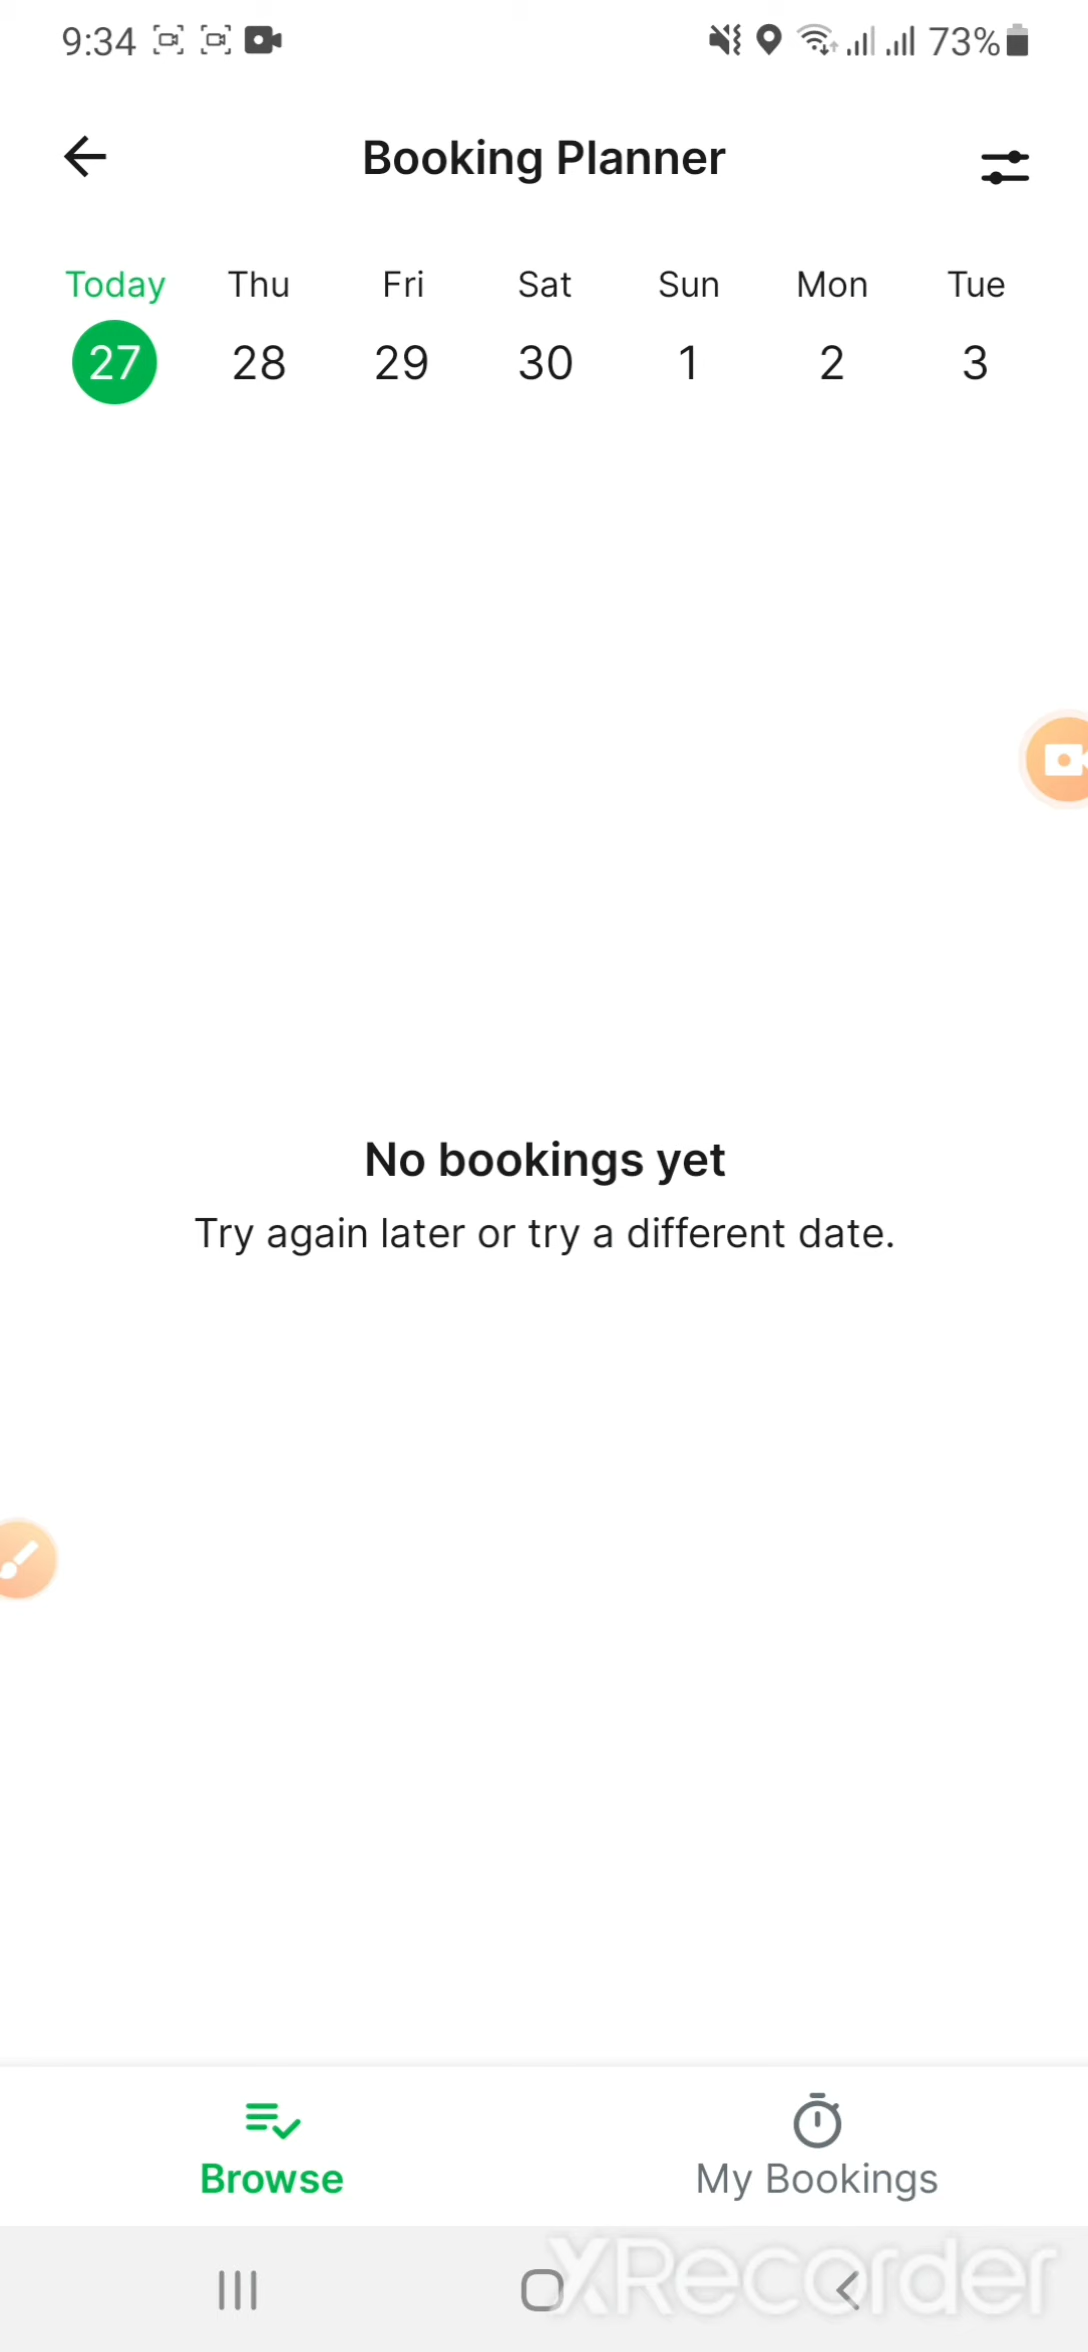 9:34 73%
Booking Planner
Today Thu Fri Sat Sun Mon Tue
27 28 29 30 1 2 3
No bookings yet
Try again later or try a different date.
Browse My Bookings
XRecorder